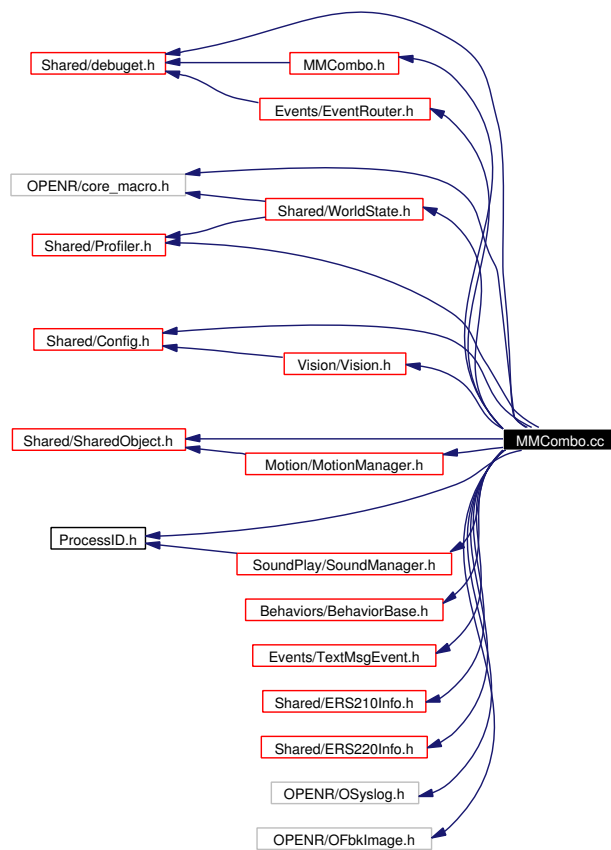 Shared/debuget.h
MMCombo.h
Events/EventRouter.h
OPENR/core_macro.h
Shared/WorldState.h
Shared/Profiler.h
Shared/Config.h
Vision/Vision.h
MMCombo.cc
Shared/SharedObject.h
Motion/MotionManager.h
ProcessID.h
SoundPlay/SoundManager.h
Behaviors/BehaviorBase.h
Events/TextMsgEvent.h
Shared/ERS210Info.h
Shared/ERS220Info.h
OPENR/OSyslog.h
OPENR/OFbkImage.h